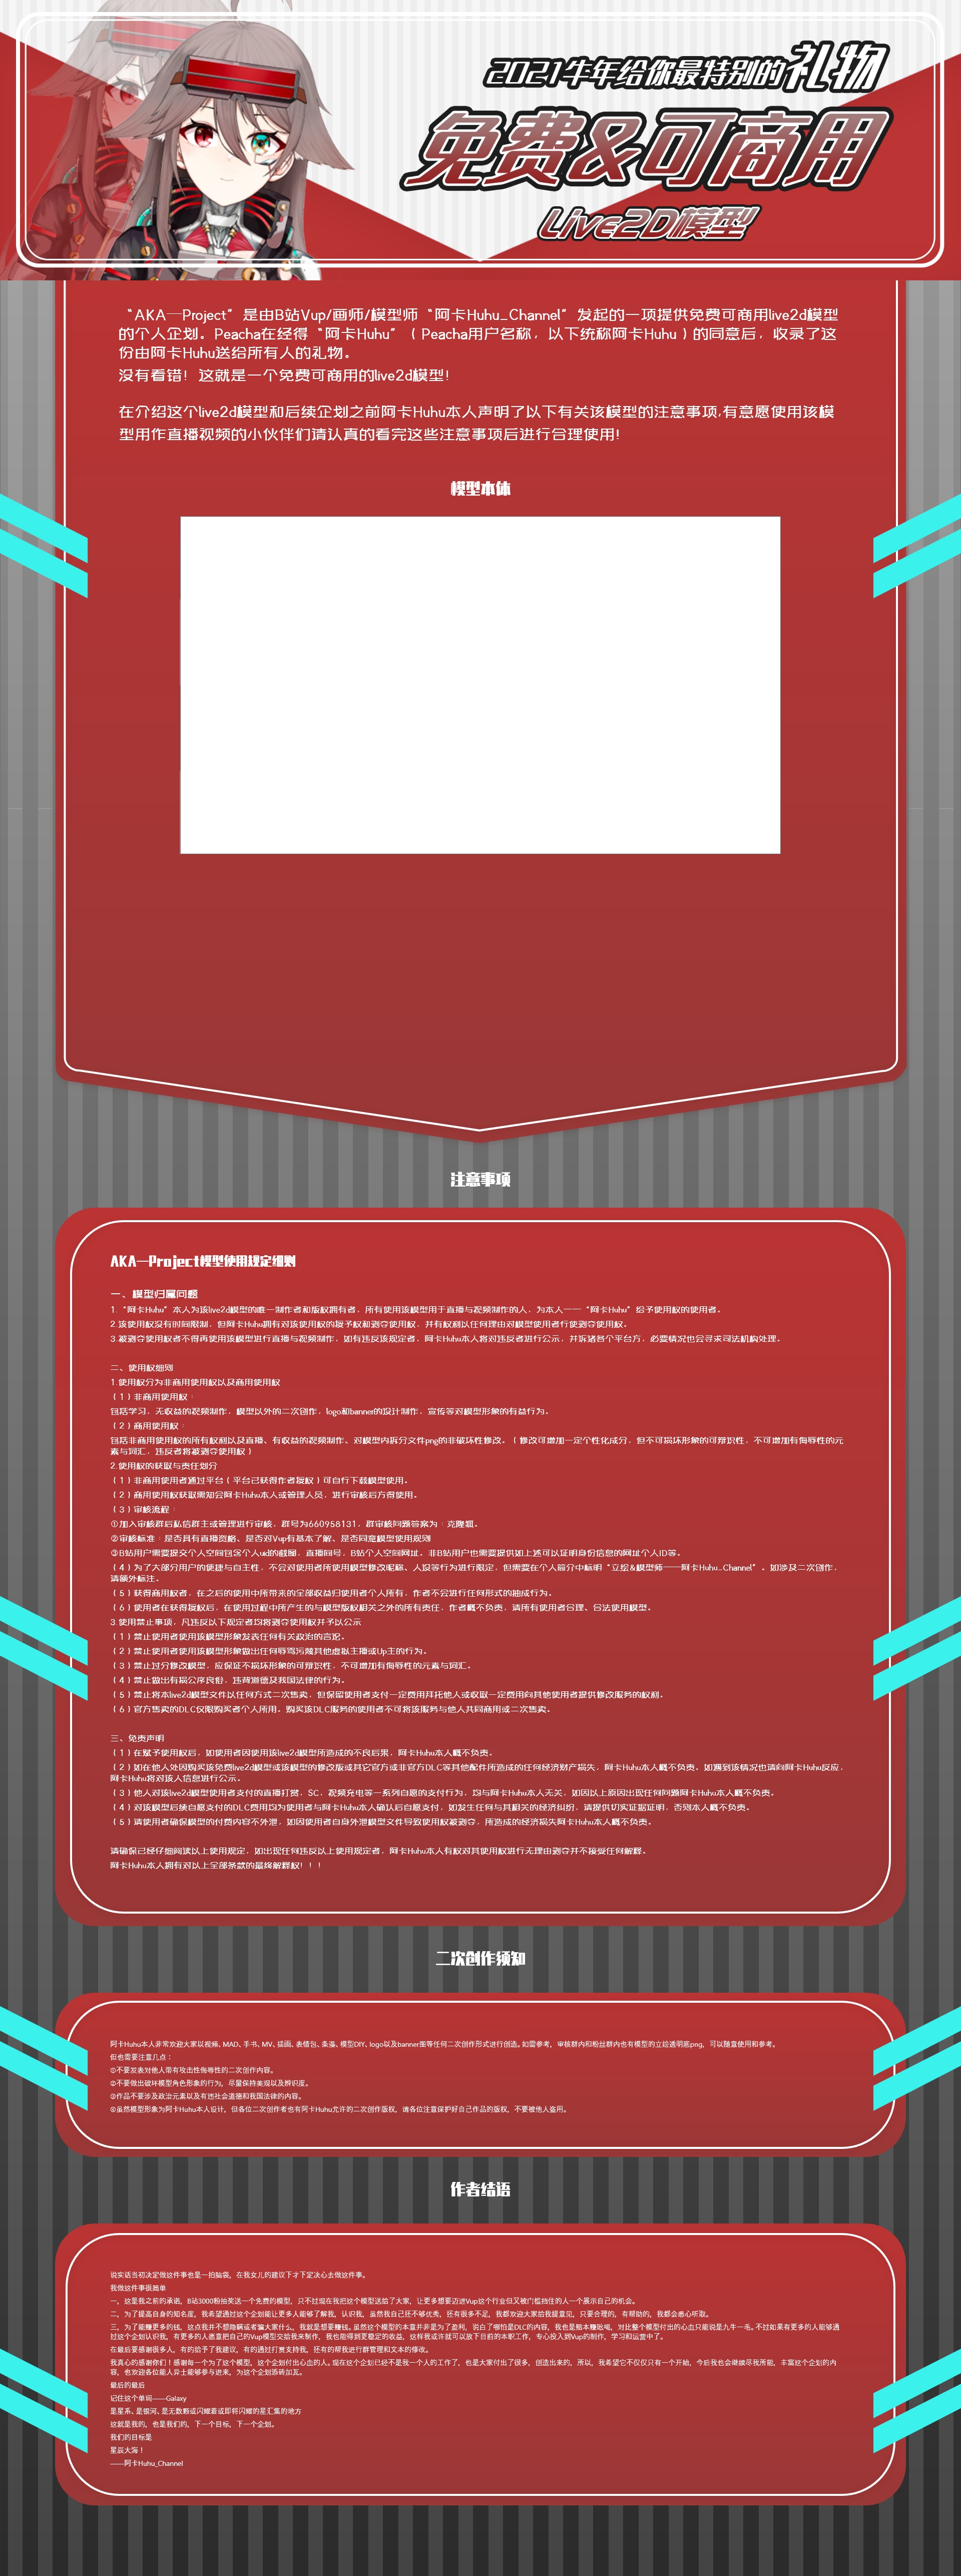 2021牛年给你最特别的礼物
免费&可商用
Live2D模型
“AKA—Project”是由B站Vup/画师/模型师“阿卡Huhu_Channel”发起的一项提供免费可商用live2d模型
的个人企划。Peacha在经得“阿卡Huhu”（Peacha用户名称，以下统称阿卡Huhu）的同意后，收录了这
份由阿卡Huhu送给所有人的礼物。
没有看错！这就是一个免费可商用的live2d模型！
在介绍这个live2d模型和后续企划之前阿卡Huhu本人声明了以下有关该模型的注意事项,有意愿使用该模
型用作直播视频的小伙伴们请认真的看完这些注意事项后进行合理使用!
模型本体
注意事项
AKA—Project模型使用规定细则
一、模型归属问题
1.“阿卡Huhu”本人为该live2d模型的唯一制作者和版权拥有者，所有使用该模型用于直播与视频制作的人，为本人——“阿卡Huhu”给予使用权的使用者。
2.该使用权没有时间限制，但阿卡Huhu拥有对该使用权的授予权和剥夺使用权，并有权利以任何理由对模型使用者行使剥夺使用权。
3.被剥夺使用权者不得再使用该模型进行直播与视频制作，如有违反该规定者，阿卡Huhu本人将对违反者进行公示，并诉诸各个平台方，必要情况也会寻求司法机构处理。
二、使用权细则
1.使用权分为非商用使用权以及商用使用权
（1）非商用使用权：
包括学习，无收益的视频制作，模型以外的二次创作，logo和banner的设计制作，宣传等对模型形象的有益行为。
（2）商用使用权：
包括非商用使用权的所有权利以及直播、有收益的视频制作、对模型内拆分文件png的非破坏性修改。（修改可增加一定个性化成分，但不可损坏形象的可辩识性，不可增加有侮辱性的元
素与词汇，违反者将被剥夺使用权）
2.使用权的获取与责任划分
（1）非商用使用者通过平台（平台已获得作者授权）可自行下载模型使用。
（2）商用使用权获取需知会阿卡Huhu本人或管理人员，进行审核后方得使用。
（3）审核流程：
①加入审核群后私信群主或管理进行审核，群号为660958131，群审核问题答案为：克隆狐。
②审核标准：是否具有直播资格、是否对Vup有基本了解、是否同意模型使用规则
③B站用户需要提交个人空间包含个人uid的截图，直播间号，B站个人空间网址，非B站用户也需要提供如上述可以证明身份信息的网址个人ID等。
（4）为了大部分用户的便捷与自主性，不会对使用者所使用模型修改昵称、人设等行为进行限定，但需要在个人简介中标明“立绘&模型师——阿卡Huhu_Channel”。如涉及二次创作，
请额外标注。
（5）获得商用权者，在之后的使用中所带来的全部收益归使用者个人所有，作者不会进行任何形式的抽成行为。
（6）使用者在获得授权后，在使用过程中所产生的与模型版权相关之外的所有责任，作者概不负责，请所有使用者合理、合法使用模型。
3.使用禁止事项，凡违反以下规定者均将剥夺使用权并予以公示
（1）禁止使用者使用该模型形象发表任何有关政治的言论。
（2）禁止使用者使用该模型形象做出任何辱骂污蔑其他虚拟主播或Up主的行为。
（3）禁止过分修改模型，应保证不损坏形象的可辩识性，不可增加有侮辱性的元素与词汇。
（4）禁止做出有损公序良俗，违背道德及我国法律的行为。
（5）禁止将本live2d模型文件以任何方式二次售卖，但保留使用者支付一定费用拜托他人或收取一定费用向其他使用者提供修改服务的权利。
（6）官方售卖的DLC仅限购买者个人所用，购买该DLC服务的使用者不可将该服务与他人共同商用或二次售卖。
三、免责声明
（1）在赋予使用权后，如使用者因使用该live2d模型所造成的不良后果，阿卡Huhu本人概不负责。
（2）如在他人处因购买该免费live2d模型或该模型的修改版或其它官方或非官方DLC等其他配件所造成的任何经济财产损失，阿卡Huhu本人概不负责。如遇到该情况也请向阿卡Huhu反应，
阿卡Huhu将对该人信息进行公示。
（3）他人对该live2d模型使用者支付的直播打赏，SC，视频充电等一系列自愿的支付行为，均与阿卡Huhu本人无关，如因以上原因出现任何问题阿卡Huhu本人概不负责。
（4）对该模型后续自愿支付的DLC费用均为使用者与阿卡Huhu本人确认后自愿支付，如发生任何与其相关的经济纠纷，请提供切实证据证明，否则本人概不负责。
（5）请使用者确保模型的付费内容不外泄，如因使用者自身外泄模型文件导致使用权被剥夺，所造成的经济损失阿卡Huhu本人概不负责。
请确保已经仔细阅读以上使用规定，如出现任何违反以上使用规定者，阿卡Huhu本人有权对其使用权进行无理由剥夺并不接受任何解释。
阿卡Huhu本人拥有对以上全部条款的最终解释权！！！
二次创作须知
阿卡Huhu本人非常欢迎大家以视频、MAD、手书、MV、插画、表情包、条漫、模型DIY、logo以及banner图等任何二次创作形式进行创造。如需参考，审核群内和粉丝群内也有模型的立绘透明底png，可以随意使用和参考。
但也需要注意几点：
①不要发表对他人带有攻击性侮辱性的二次创作内容。
②不要做出破坏模型角色形象的行为，尽量保持美观以及辨识度。
③作品不要涉及政治元素以及有违社会道德和我国法律的内容。
④虽然模型形象为阿卡Huhu本人设计，但各位二次创作者也有阿卡Huhu允许的二次创作版权，请各位注意保护好自己作品的版权，不要被他人盗用。
作者结语
说实话当初决定做这件事也是一拍脑袋，在我女儿的建议下才下定决心去做这件事。
我做这件事很简单
一，这是我之前的承诺，B站3000粉抽奖送一个免费的模型，只不过现在我把这个模型送给了大家，让更多想要迈进Vup这个行业但又被门槛挡住的人一个展示自己的机会。
二，为了提高自身的知名度，我希望通过这个企划能让更多人能够了解我，认识我，虽然我自己还不够优秀，还有很多不足，我都欢迎大家给我提意见，只要合理的，有帮助的，我都会悉心听取。
三，为了能赚更多的钱，这点我并不想隐瞒或者骗大家什么，我就是想要赚钱。虽然这个模型的本意并非是为了盈利，说白了哪怕是DLC的内容，我也是赔本赚吆喝，对比整个模型付出的心血只能说是九牛一毛。不过如果有更多的人能够通
过这个企划认识我，有更多的人愿意把自己的Vup模型交给我来制作，我也能得到更稳定的收益，这样我或许就可以放下目前的本职工作，专心投入到Vup的制作，学习和运营中了。
在最后要感谢很多人，有的给予了我建议，有的通过打赏支持我，还有的帮我进行群管理和文本的修改。
我真心的感谢你们！感谢每一个为了这个模型，这个企划付出心血的人。现在这个企划已经不是我一个人的工作了，也是大家付出了很多，创造出来的，所以，我希望它不仅仅只有一个开始，今后我也会继续尽我所能，丰富这个企划的内
容，也欢迎各位能人异士能够参与进来，为这个企划添砖加瓦。
最后的最后
记住这个单词——Galaxy
是星系、是银河、是无数颗或闪耀着或即将闪耀的星汇集的地方
这就是我的，也是我们的，下一个目标，下一个企划。
我们的目标是
星辰大海！
——阿卡Huhu_Channel